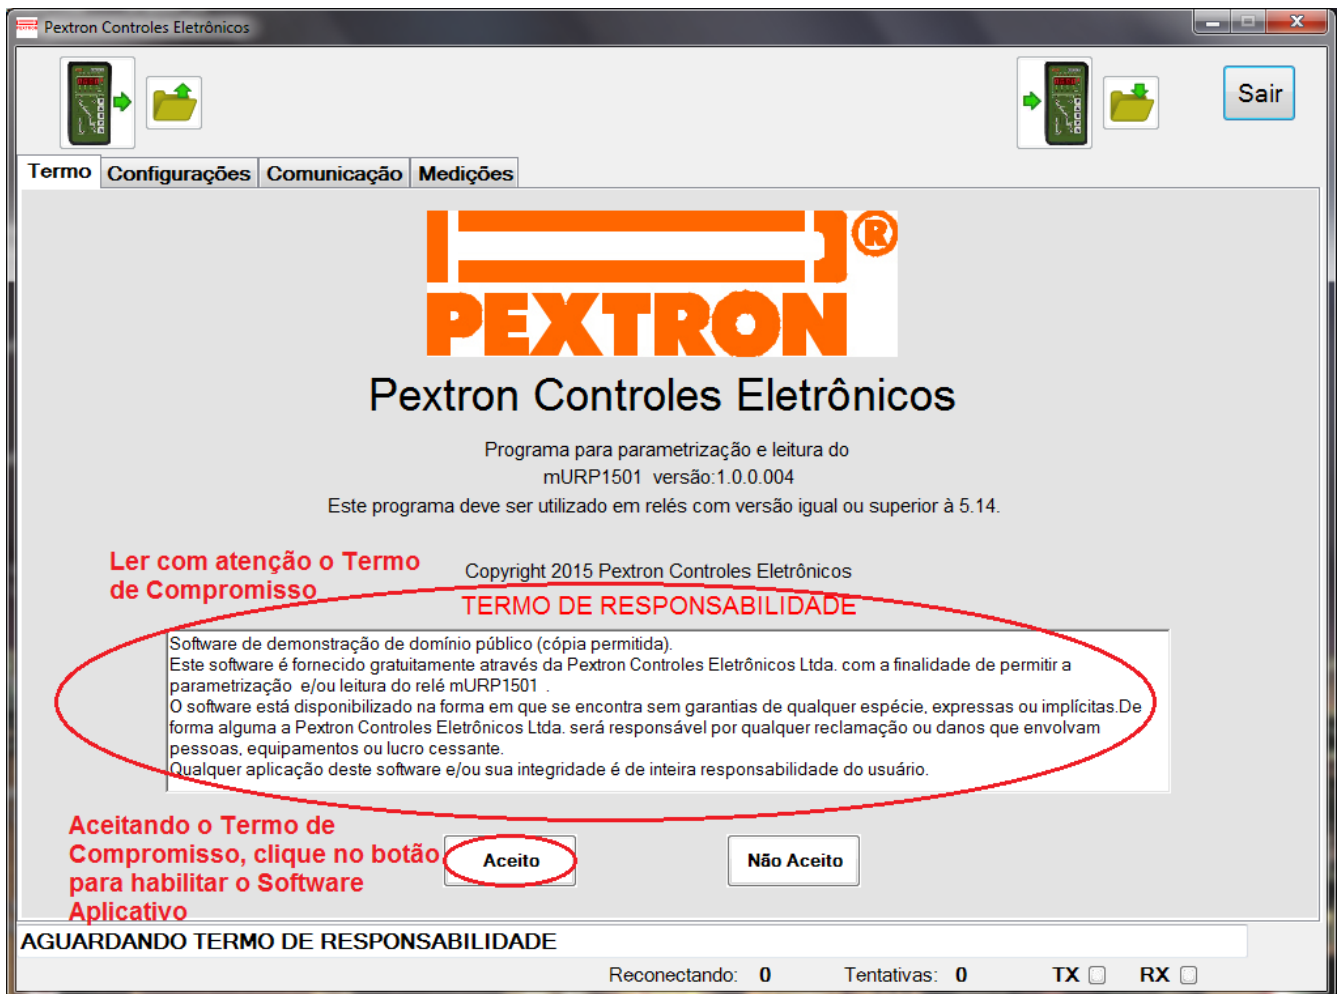 Pextron Controles Eletrônicos
Sair
Termo Configurações Comunicação Medições
®
PEXTRON
Pextron Controles Eletrônicos
Programa para parametrização e leitura do
mURP1501 versão:1.0.0.004
Este programa deve ser utilizado em relés com versão igual ou superior à 5.14.
Ler com atenção o Termo
de Compromisso
Copyright 2015 Pextron Controles Eletrônicos
TERMO DE RESPONSABILIDADE
Software de demonstração de domínio público (cópia permitida).
Este software é fornecido gratuitamente através da Pextron Controles Eletrônicos Ltda. com a finalidade de permitir a
parametrização e/ou leitura do relé mURP1501 .
O software está disponibilizado na forma em que se encontra sem garantias de qualquer espécie, expressas ou implícitas.De
forma alguma a Pextron Controles Eletrônicos Ltda. será responsável por qualquer reclamação ou danos que envolvam
pessoas, equipamentos ou lucro cessante.
Qualquer aplicação deste software e/ou sua integridade é de inteira responsabilidade do usuário.
Aceitando o Termo de
Compromisso, clique no botão
para habilitar o Software
Aplicativo
Aceito
Não Aceito
AGUARDANDO TERMO DE RESPONSABILIDADE
Reconectando: 0 Tentativas: 0 TX RX